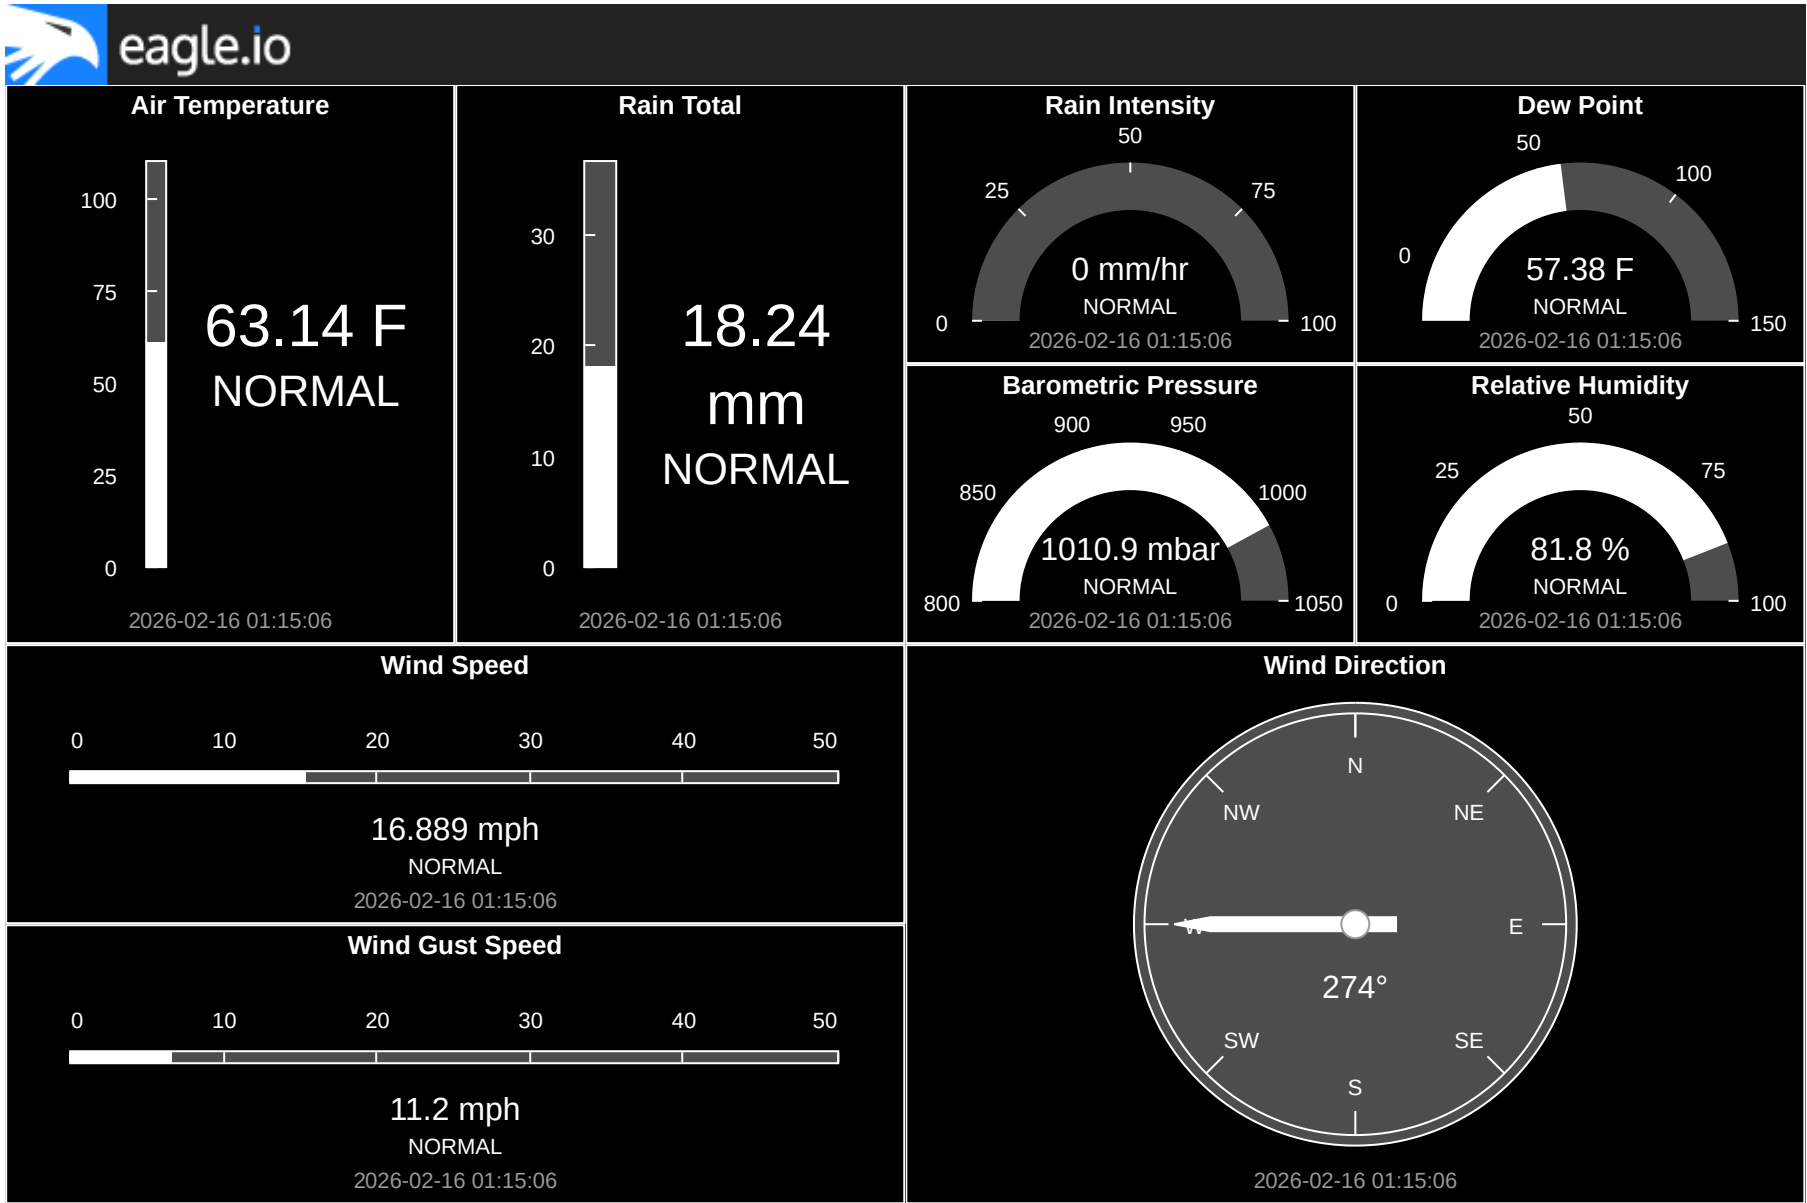 eagle.io
Air Temperature
100
75
50
25
0
63.14 F
NORMAL
2026-02-16 01:15:06
Rain Total
30
20
10
0
18.24
mm
NORMAL
2026-02-16 01:15:06
Rain Intensity
50
25
75
0
100
0 mm/hr
NORMAL
2026-02-16 01:15:06
Dew Point
50
100
0
150
57.38 F
NORMAL
2026-02-16 01:15:06
Barometric Pressure
900
950
850
1000
800
1050
1010.9 mbar
NORMAL
2026-02-16 01:15:06
Relative Humidity
50
25
75
0
100
81.8 %
NORMAL
2026-02-16 01:15:06
Wind Speed
0 10 20 30 40 50
16.889 mph
NORMAL
2026-02-16 01:15:06
Wind Gust Speed
0 10 20 30 40 50
11.2 mph
NORMAL
2026-02-16 01:15:06
Wind Direction
N
NW
NE
W
E
274°
SW
SE
S
2026-02-16 01:15:06